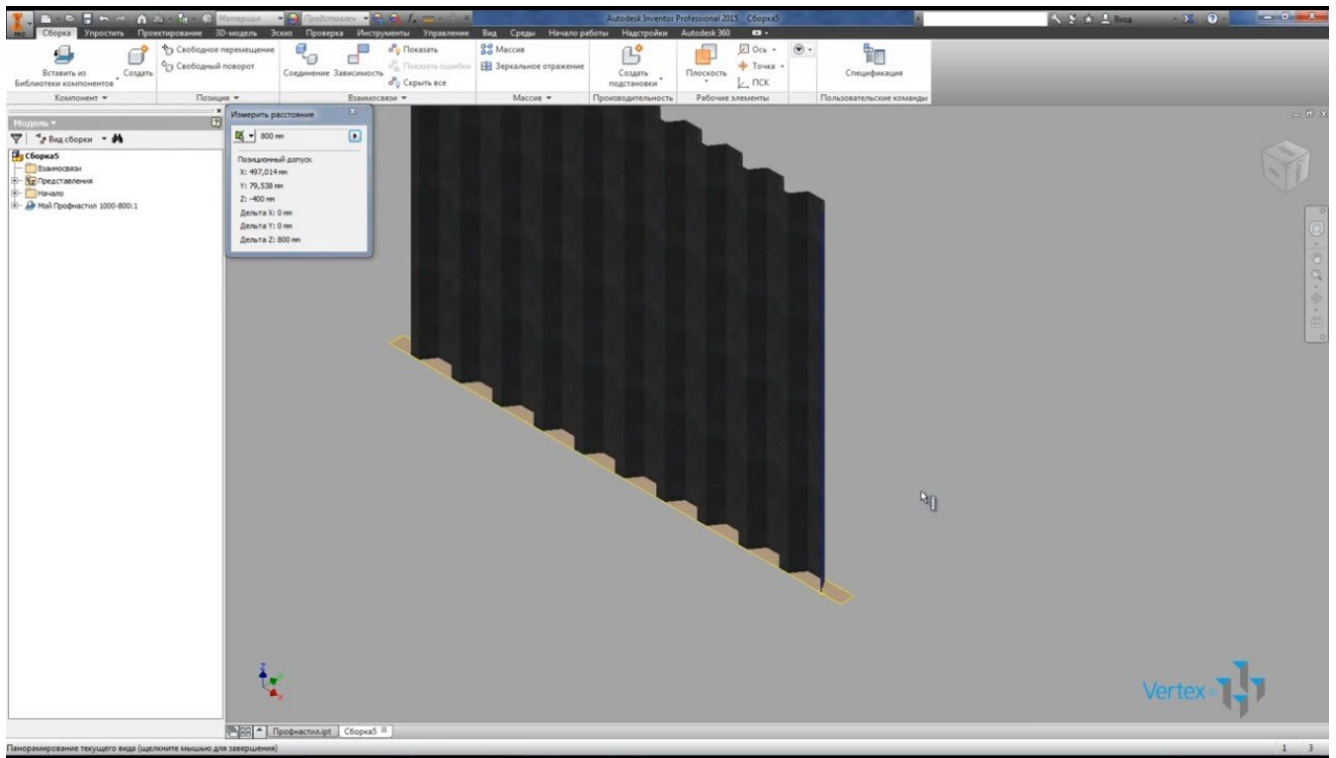 PRO
Материал
Autodesk Inventor Professional 2015 Сборка5
Вход
Сборка Упростить Проектирование 3D-модель Эскиз Проверка Инструменты Управление Вид Среды Начало работы Надстройки Autodesk 360
Вставить из
Библиотеки компонентов
Создать
Свободное перемещение
Свободный поворот
Соединение Зависимость
Показать
Показать ошибки
Скрыть все
Массив
Зеркальное отражение
Создать
подстановки
Плоскость
Ось
Точка
ПСК
Спецификация
Компонент Позиция Взаимосвязи Массив Производительность Рабочие элементы Пользовательские команды
Модель
Вид сборки
Сборка5
Взаимосвязи
Представления
Начало
Мой Профнастил 1000-800:1
Измерить расстояние
800 мм
Позиционный допуск
X: 497,014 мм
Y: 79,538 мм
Z: -400 мм
Дельта X: 0 мм
Дельта Y: 0 мм
Дельта Z: 800 мм
Z
X
Vertex
Профнастил.ipt Сборка5
Панорамирование текущего вида (щелкните мышью для завершения)
1 3